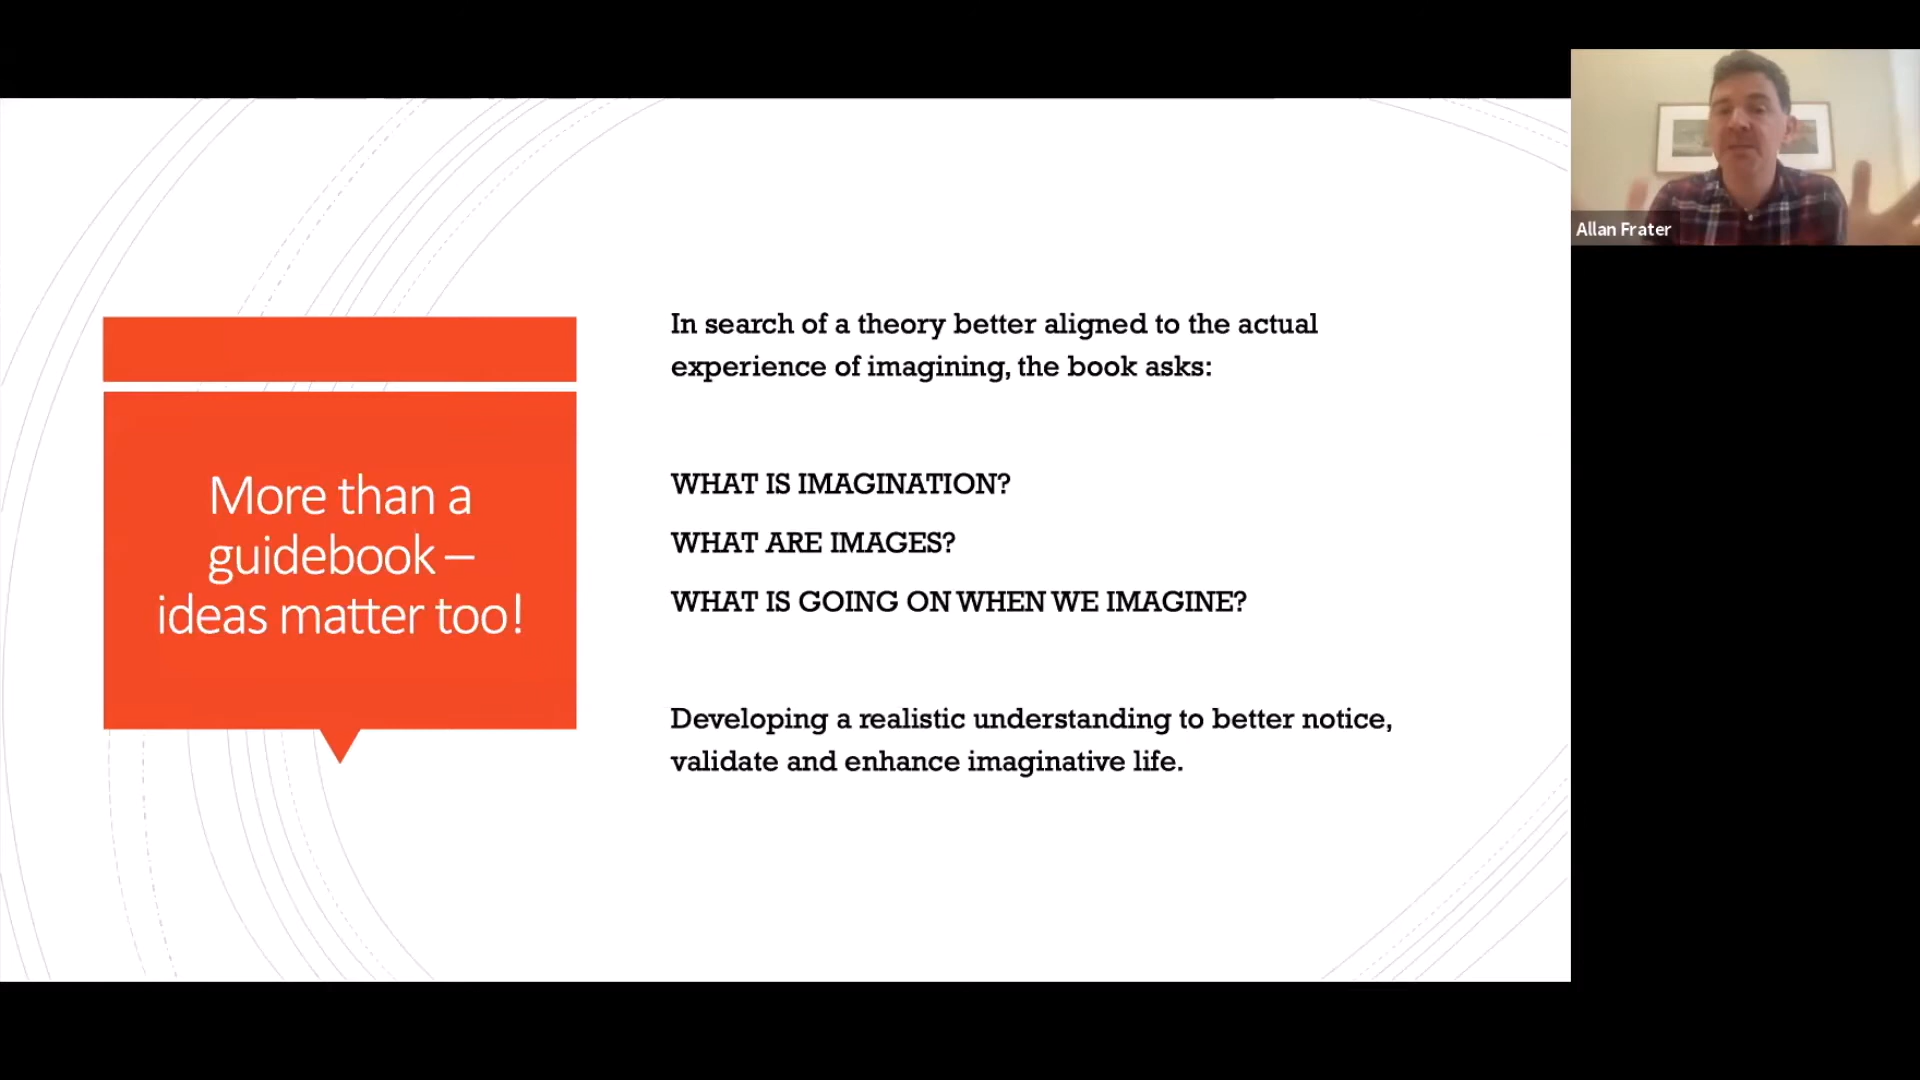 More than a
guidebook –
ideas matter too!
In search of a theory better aligned to the actual
experience of imagining, the book asks:
WHAT IS IMAGINATION?
WHAT ARE IMAGES?
WHAT IS GOING ON WHEN WE IMAGINE?
Developing a realistic understanding to better notice,
validate and enhance imaginative life.
Allan Frater